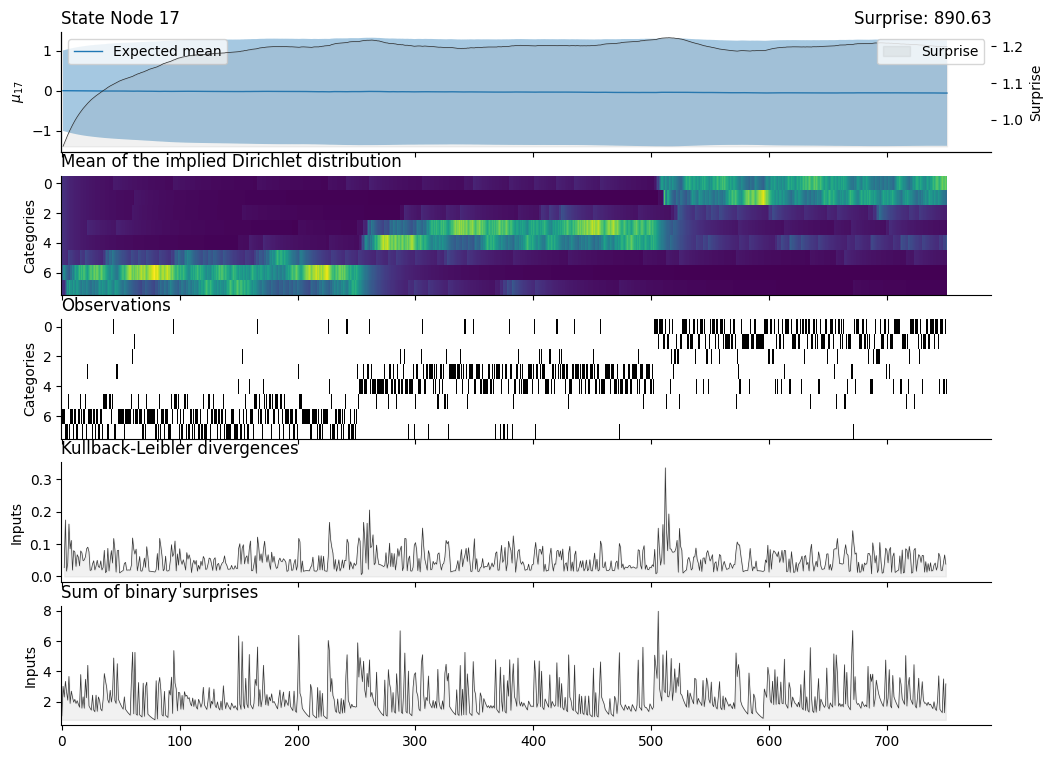 State Node 17 Surprise: 890.63
Expected mean
Surprise
1
0
−1
μ17
1.2
1.1
1.0
Surprise
Mean of the implied Dirichlet distribution
0
2
4
6
Categories
Observations
0
2
4
6
Categories
Kullback-Leibler divergences
0.3
0.2
0.1
0.0
Inputs
Sum of binary surprises
8
6
4
2
Inputs
0 100 200 300 400 500 600 700